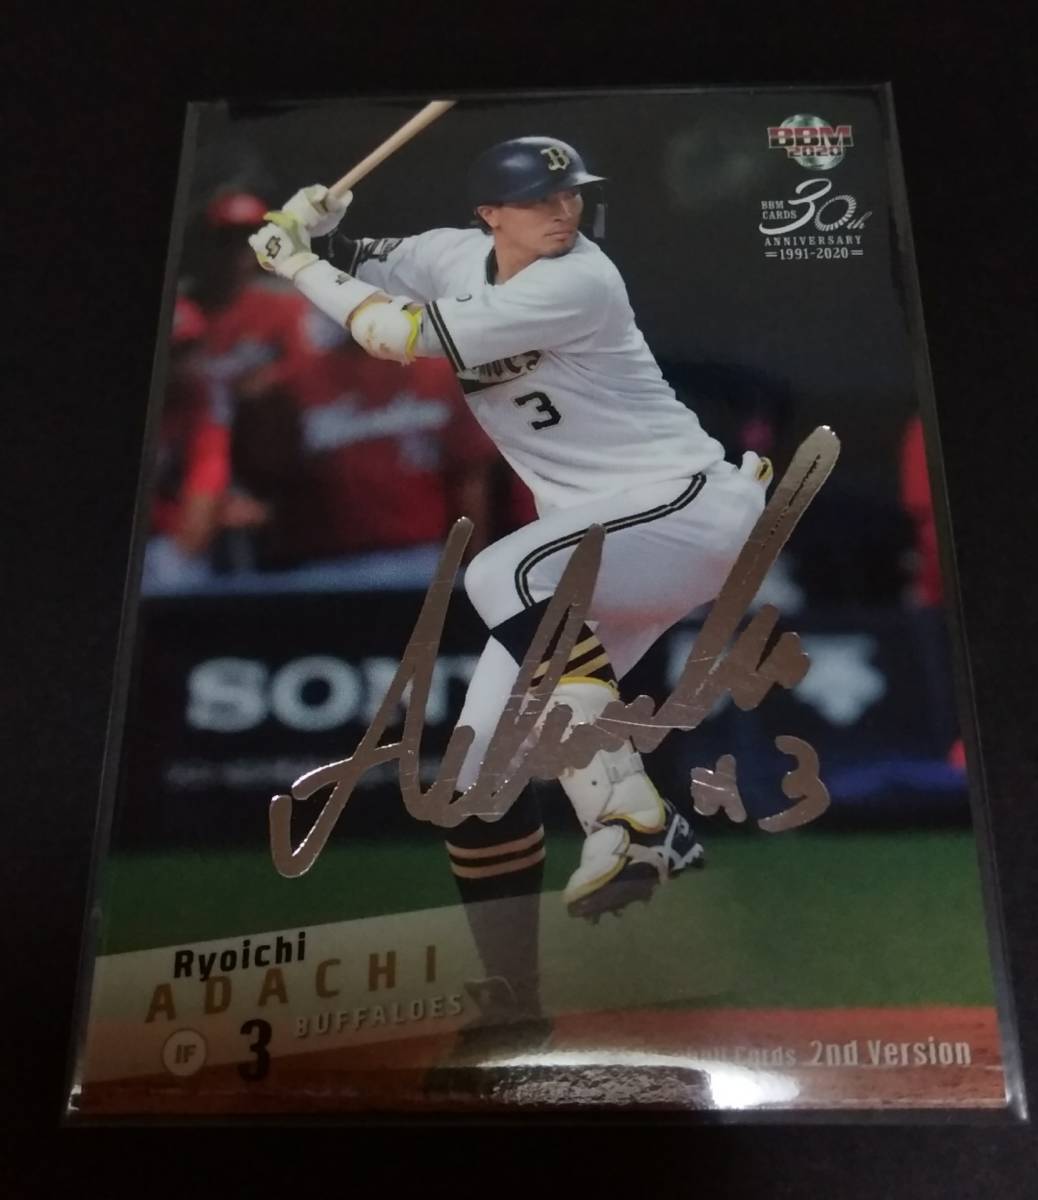 BBM
2020
BBM
CARDS 30th
ANNIVERSARY
1991-2020
B
3
SONY
#3
Ryoichi
ADACHI
IF 3 BUFFALOES
Cards 2nd Version